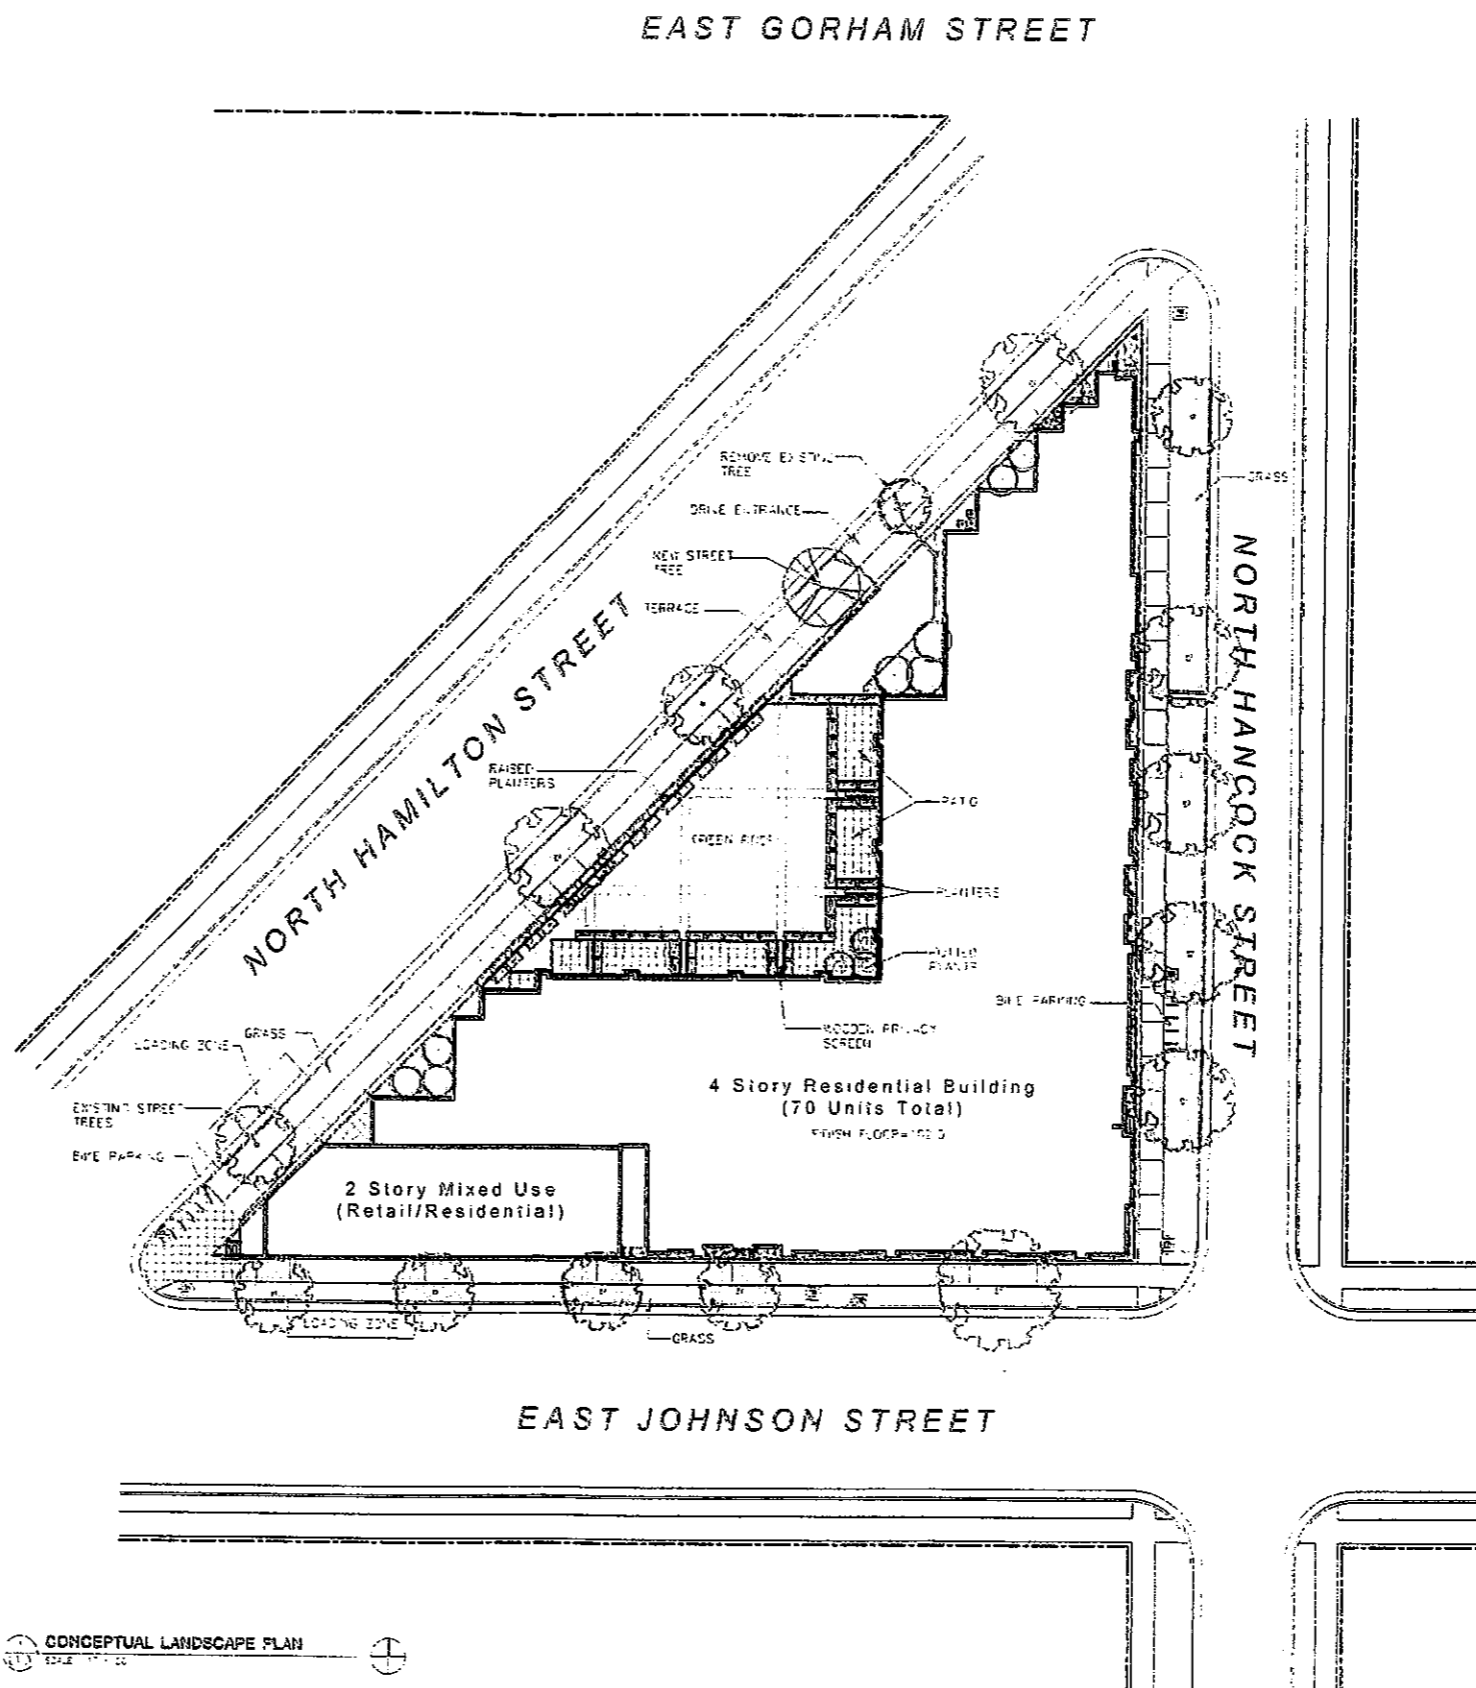 EAST GORHAM STREET
REMOVE EXISTING
TREE
DRIVE ENTRANCE
NEW STREET
TREE
TERRACE
GRASS
NORTH HAMILTON STREET
NORTH HANCOCK STREET
RAISED
PLANTERS
PATIO
GREEN ROOF
PLANTERS
POTTED
PLANTS
BIKE PARKING
WOODEN PRIVACY
SCREEN
GRASS
LOADING ZONE
EXISTING STREET
TREES
BIKE PARKING
4 Story Residential Building
(70 Units Total)
2 Story Mixed Use
(Retail/Residential)
LOADING ZONE
GRASS
EAST JOHNSON STREET
CONCEPTUAL LANDSCAPE PLAN